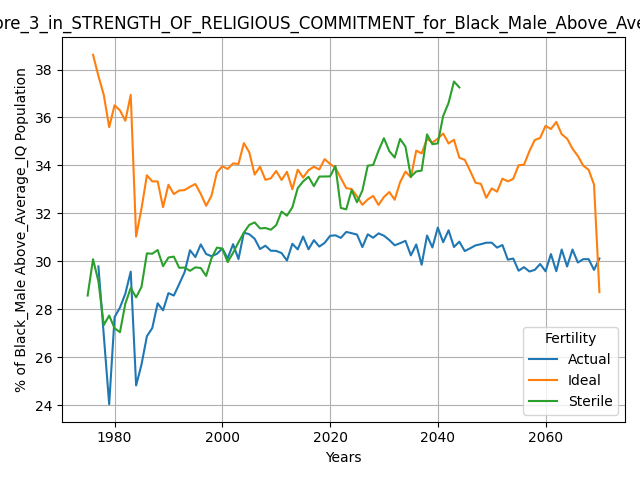 ore_3_in_STRENGTH_OF_RELIGIOUS_COMMITMENT_for_Black_Male_Above_Ave
% of Black_Male Above_Average_IQ Population
38
36
34
32
30
28
26
24
1980 2000 2020 2040 2060
Years
Fertility
Actual
Ideal
Sterile